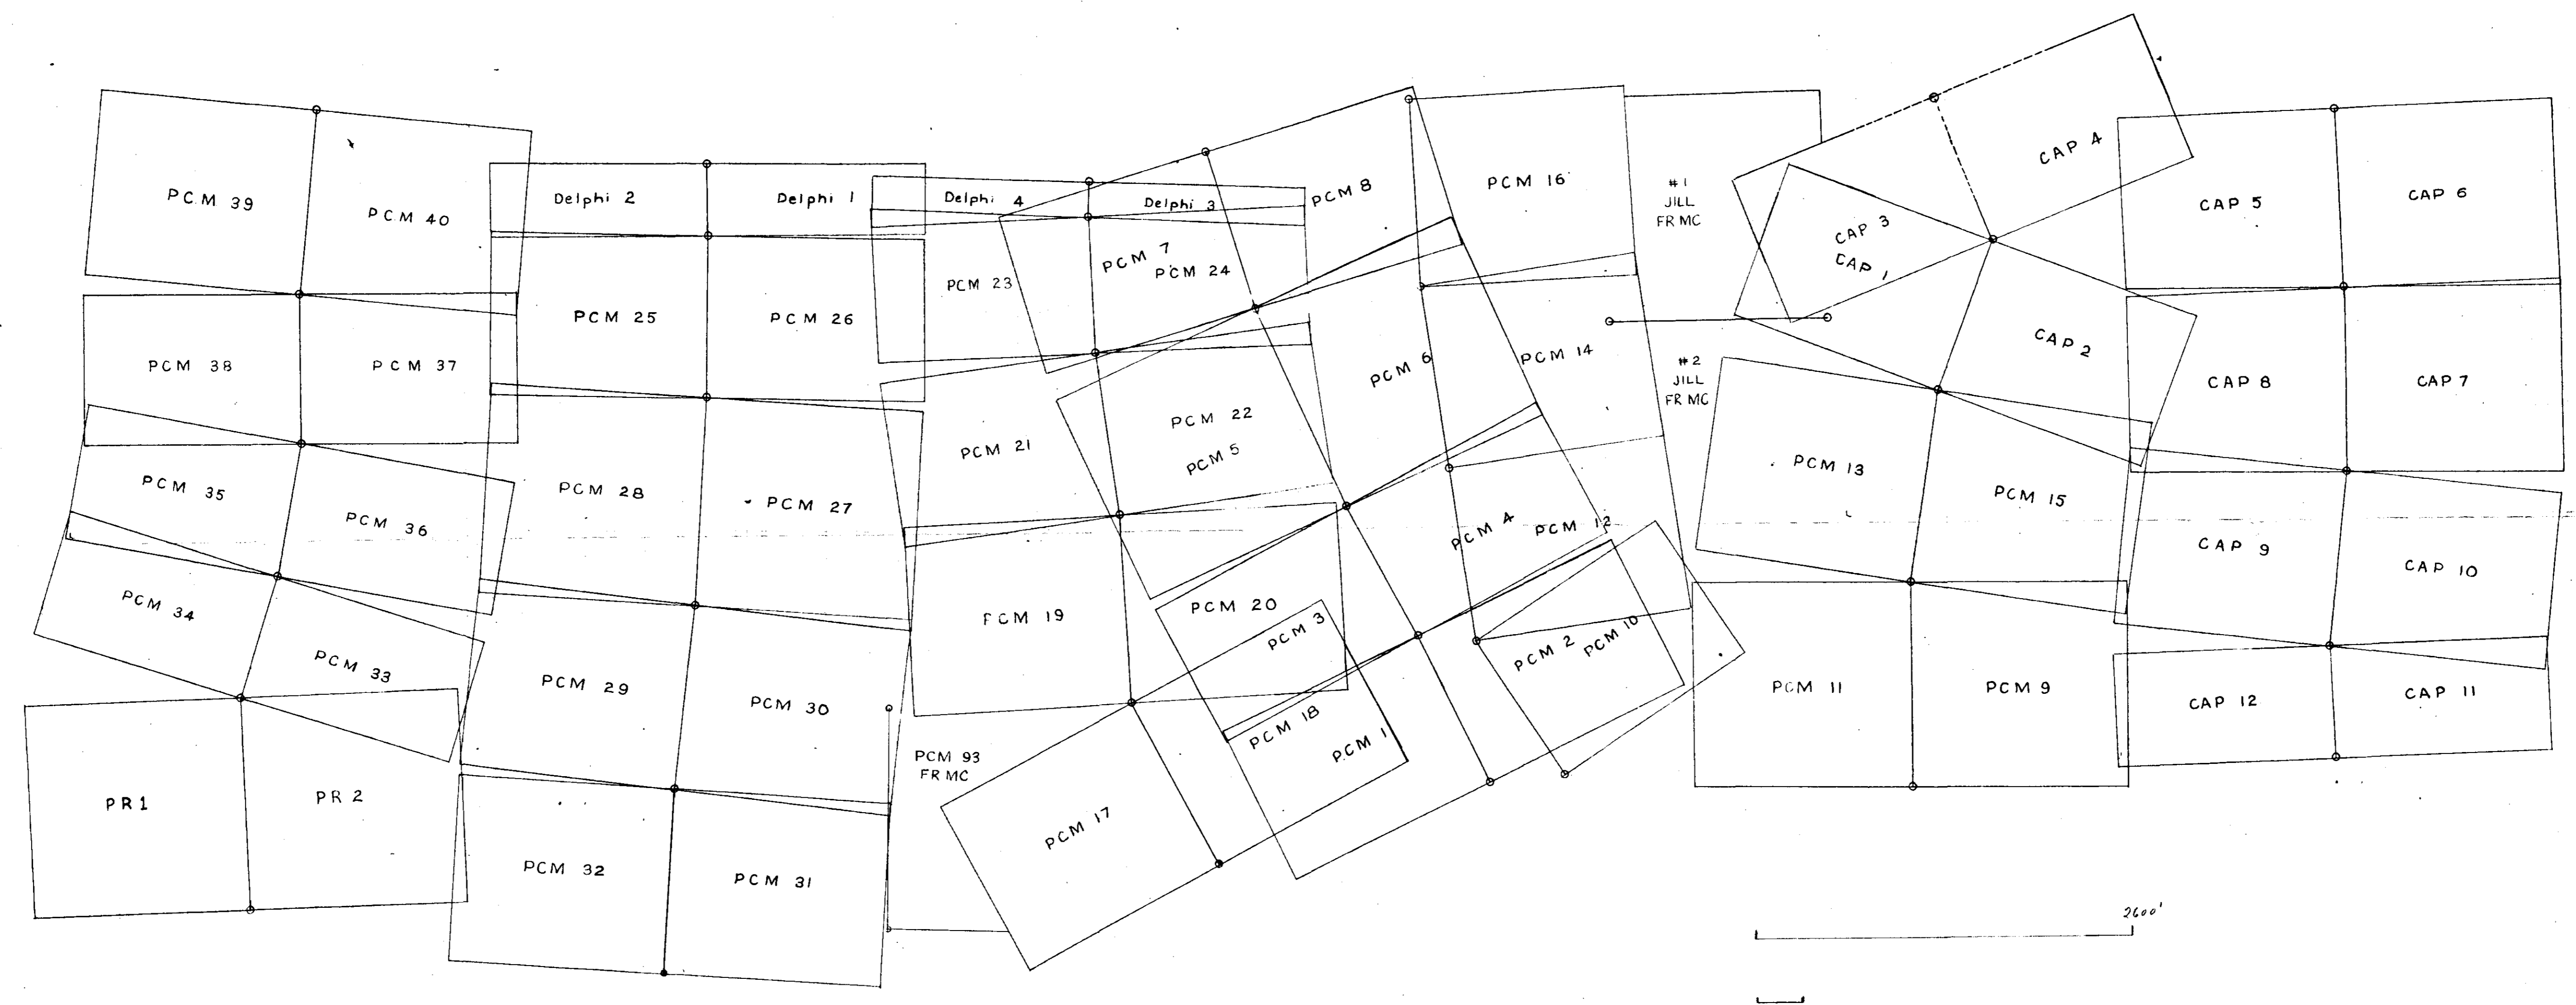 PCM 39
PCM 40
Delphi 2
Delphi 1
Delphi 4
Delphi 3
PCM 8
PCM 16
#1
JILL
FR MC
CAP 4
CAP 3
CAP 1
CAP 5
CAP 6
PCM 7
PCM 24
PCM 23
PCM 25
PCM 26
PCM 38
PCM 37
PCM 6
PCM 14
#2
JILL
FR MC
CAP 2
CAP 8
CAP 7
PCM 22
PCM 5
PCM 21
PCM 35
PCM 36
PCM 28
PCM 27
PCM 4
PCM 12
PCM 13
PCM 15
CAP 9
CAP 10
PCM 34
PCM 33
PCM 19
PCM 20
PCM 3
PCM 2
PCM 10
PCM 29
PCM 30
PCM 18
PCM 1
PCM 11
PCM 9
CAP 12
CAP 11
PR 1
PR 2
PCM 93
FR MC
PCM 17
PCM 32
PCM 31
2600'